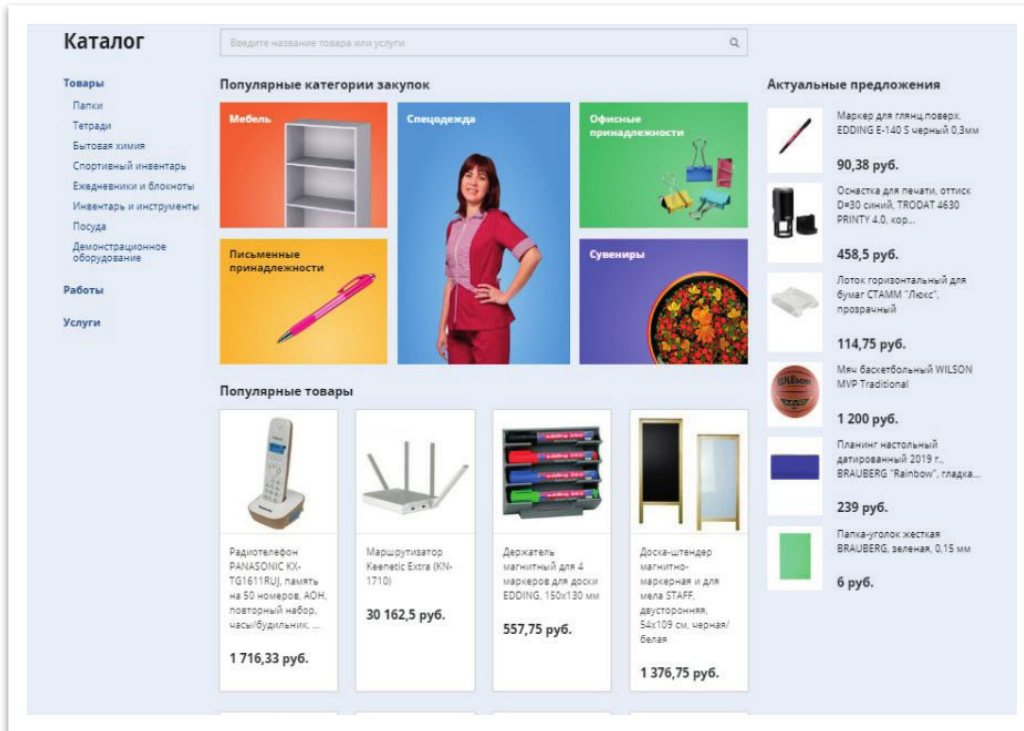 Каталог
Введите название товара или услуги
Товары
Папки
Тетради
Бытовая химия
Спортивный инвентарь
Ежедневники и блокноты
Инвентарь и инструменты
Посуда
Демонстрационное
оборудование
Работы
Услуги
Популярные категории закупок
Мебель
Спецодежда
Офисные
принадлежности
Письменные
принадлежности
Сувениры
Популярные товары
Радиотелефон
PANASONIC KX-
TG1611RUJ, память
на 50 номеров, АОН,
повторный набор,
часы/будильник, ...
1 716,33 руб.
Маршрутизатор
Keenetic Extra (KN-
1710)
30 162,5 руб.
Держатель
магнитный для 4
маркеров для доски
EDDING, 150x130 мм
557,75 руб.
Доска-штендер
магнитно-
маркерная и для
мела STAFF,
двусторонняя,
54x109 см, черная/
белая
1 376,75 руб.
Актуальные предложения
Маркер для глянц.поверх.
EDDING E-140 S черный 0,3мм
90,38 руб.
Оснастка для печати, оттиск
D=30 синий, TRODAT 4630
PRINTY 4.0, кор...
458,5 руб.
Лоток горизонтальный для
бумаг СТАММ "Люкс",
прозрачный
114,75 руб.
Wilson
Мяч баскетбольный WILSON
MVP Traditional
1 200 руб.
Планинг настольный
датированный 2019 г.,
BRAUBERG "Rainbow", гладка...
239 руб.
Папка-уголок жесткая
BRAUBERG, зеленая, 0,15 мм
6 руб.